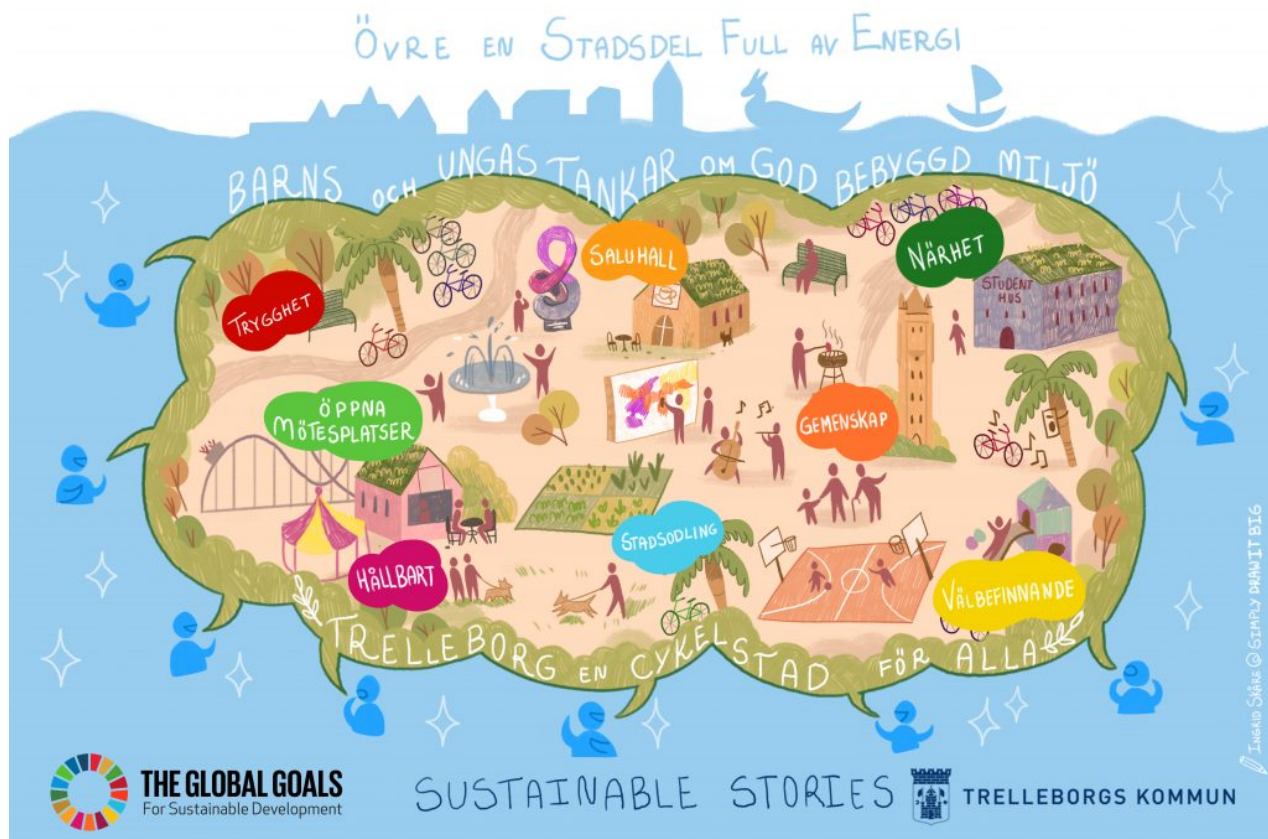 ÖVRE EN STADSDEL FULL AV ENERGI
BARNS OCH UNGAS TANKAR OM GOD BEBYGGD MILJÖ
TRYGGHET
SALUHALL
NÄRHET
STUDENT
HUS
ÖPPNA
MÖTESPLATSER
GEMENSKAP
STADSODLING
HÅLLBART
VÄLBEFINNANDE
TRELLEBORG EN CYKELSTAD FÖR ALLA
INGRID SKÅRE @ SIMPLY DRAW IT BIG
THE GLOBAL GOALS
For Sustainable Development
SUSTAINABLE STORIES
TRELLEBORGS KOMMUN